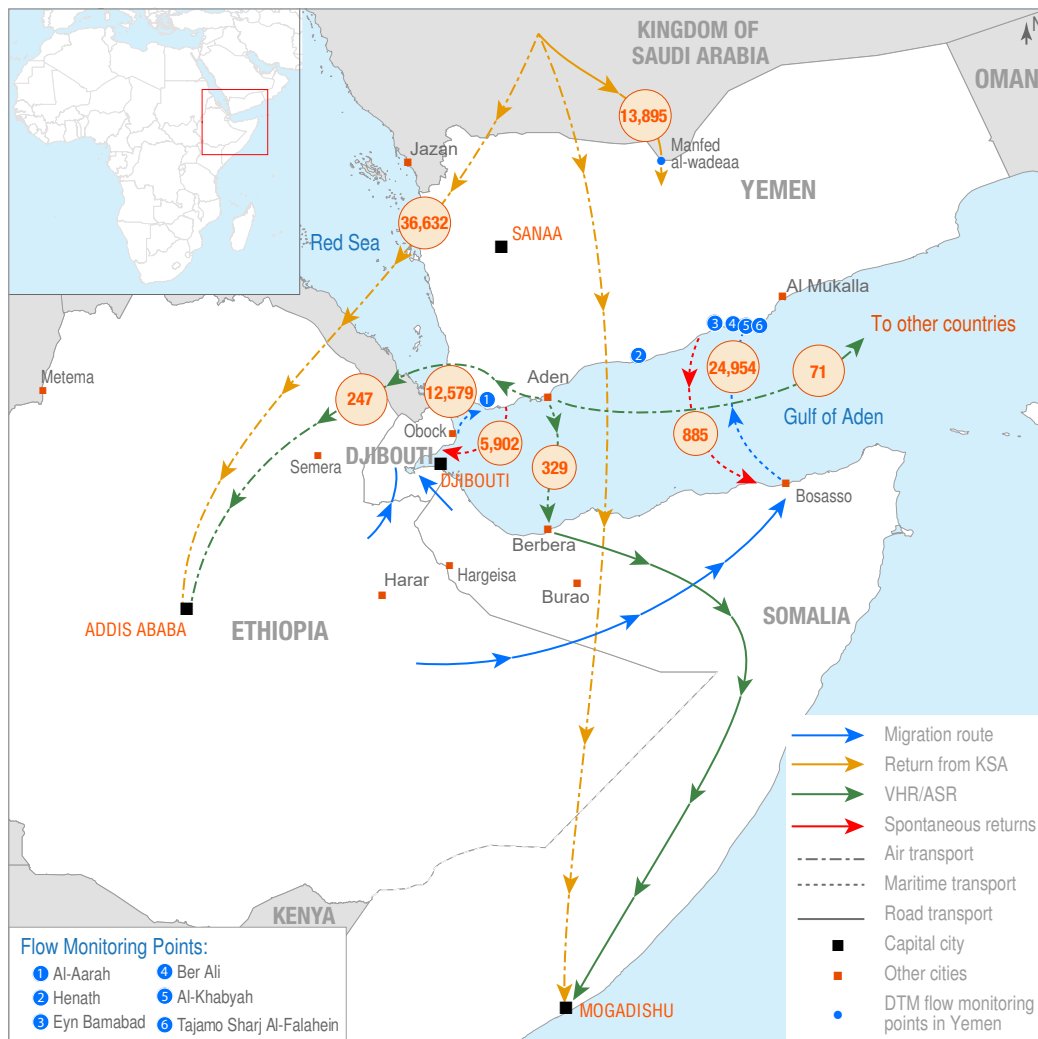 KINGDOM OF
SAUDI ARABIA
N
OMAN
13,895
Manfed
al-wadeaa
Jazan
YEMEN
36,632
Red Sea
SANAA
Al Mukalla
3
4
5
6
To other countries
2
Metema
Aden
24,954
71
247
12,579
1
Gulf of Aden
Obock
5,902
885
DJIBOUTI
Semera
DJIBOUTI
329
Bosasso
Berbera
Hargeisa
Harar
Burao
SOMALIA
ADDIS ABABA
ETHIOPIA
KENYA
MOGADISHU
Flow Monitoring Points:
1 Al-Aarah
2 Henath
3 Eyn Bamabad
4 Ber Ali
5 Al-Khabyah
6 Tajamo Sharj Al-Falahein
Migration route
Return from KSA
VHR/ASR
Spontaneous returns
Air transport
Maritime transport
Road transport
Capital city
Other cities
DTM flow monitoring
points in Yemen